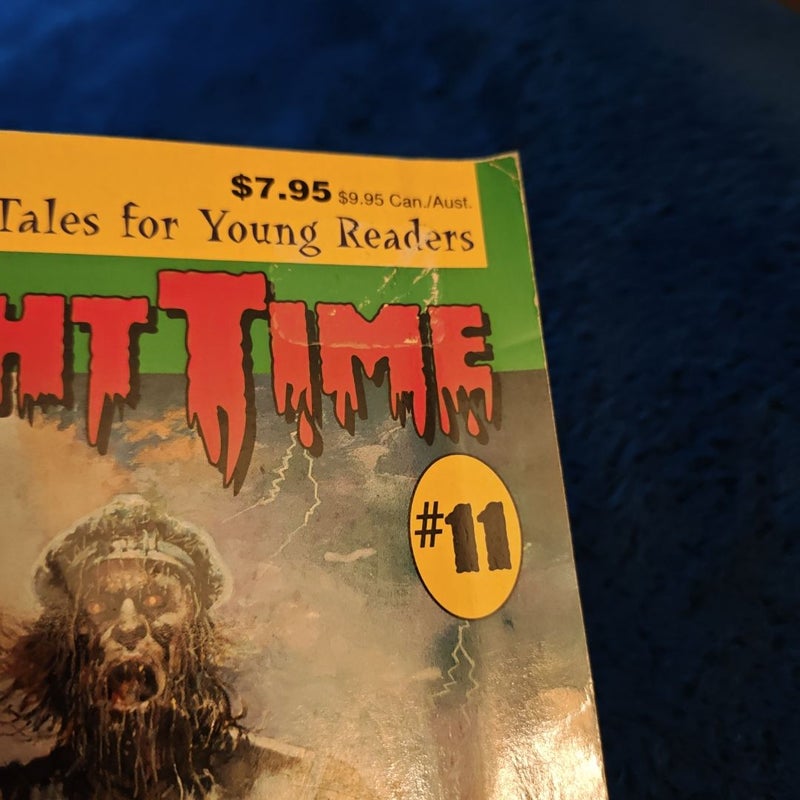 $7.95 $9.95 Can./Aust.
Tales for Young Readers
HT TIME
#11